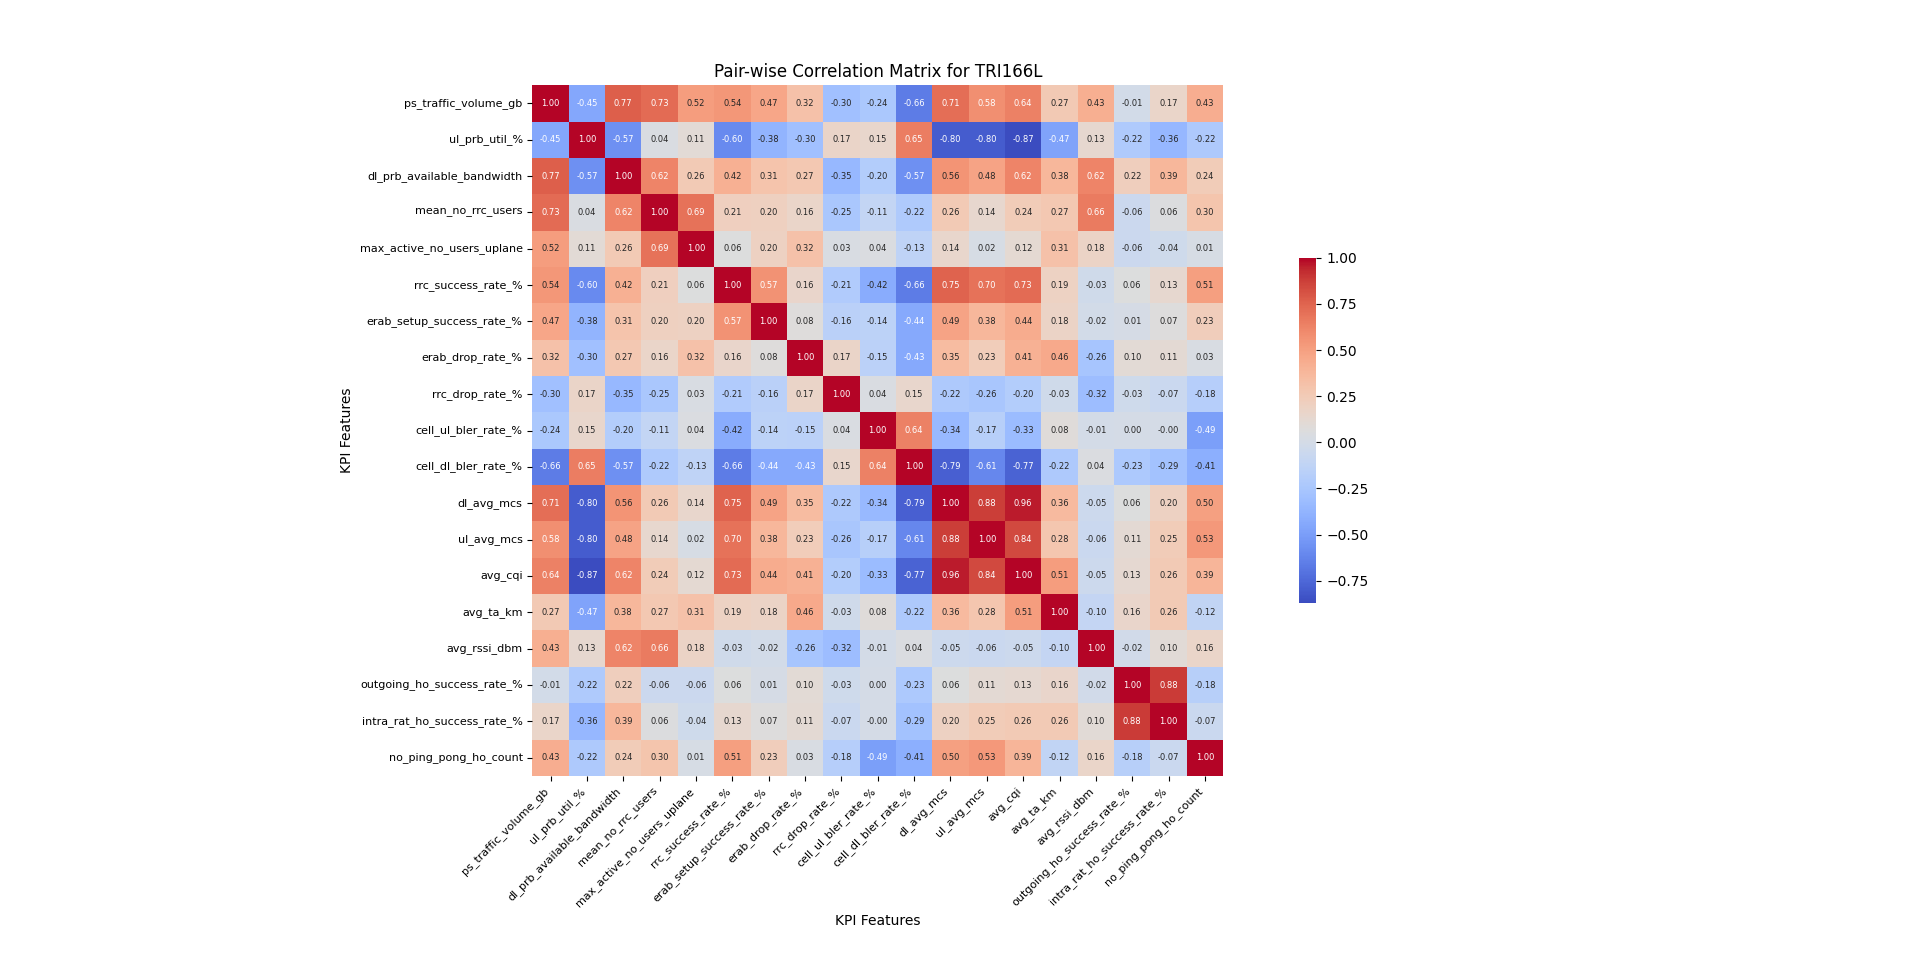 Pair-wise Correlation Matrix for TRI166L
ps_traffic_volume_gb 1.00 -0.45 0.77 0.73 0.52 0.54 0.47 0.32 -0.30 -0.24 -0.66 0.71 0.58 0.64 0.27 0.43 -0.01 0.17 0.43
ul_prb_util_% -0.45 1.00 -0.57 0.04 0.11 -0.60 -0.38 -0.30 0.17 0.15 0.65 -0.80 -0.80 -0.87 -0.47 0.13 -0.22 -0.36 -0.22
dl_prb_available_bandwidth 0.77 -0.57 1.00 0.62 0.26 0.42 0.31 0.27 -0.35 -0.20 -0.57 0.56 0.48 0.62 0.38 0.62 0.22 0.39 0.24
mean_no_rrc_users 0.73 0.04 0.62 1.00 0.69 0.21 0.20 0.16 -0.25 -0.11 -0.22 0.26 0.14 0.24 0.27 0.66 -0.06 0.06 0.30
max_active_no_users_uplane 0.52 0.11 0.26 0.69 1.00 0.06 0.20 0.32 0.03 0.04 -0.13 0.14 0.02 0.12 0.31 0.18 -0.06 -0.04 0.01
rrc_success_rate_% 0.54 -0.60 0.42 0.21 0.06 1.00 0.57 0.16 -0.21 -0.42 -0.66 0.75 0.70 0.73 0.19 -0.03 0.06 0.13 0.51
erab_setup_success_rate_% 0.47 -0.38 0.31 0.20 0.20 0.57 1.00 0.08 -0.16 -0.14 -0.44 0.49 0.38 0.44 0.18 -0.02 0.01 0.07 0.23
erab_drop_rate_% 0.32 -0.30 0.27 0.16 0.32 0.16 0.08 1.00 0.17 -0.15 -0.43 0.35 0.23 0.41 0.46 -0.26 0.10 0.11 0.03
rrc_drop_rate_% -0.30 0.17 -0.35 -0.25 0.03 -0.21 -0.16 0.17 1.00 0.04 0.15 -0.22 -0.26 -0.20 -0.03 -0.32 -0.03 -0.07 -0.18
cell_ul_bler_rate_% -0.24 0.15 -0.20 -0.11 0.04 -0.42 -0.14 -0.15 0.04 1.00 0.64 -0.34 -0.17 -0.33 0.08 -0.01 0.00 -0.00 -0.49
cell_dl_bler_rate_% -0.66 0.65 -0.57 -0.22 -0.13 -0.66 -0.44 -0.43 0.15 0.64 1.00 -0.79 -0.61 -0.77 -0.22 0.04 -0.23 -0.29 -0.41
dl_avg_mcs 0.71 -0.80 0.56 0.26 0.14 0.75 0.49 0.35 -0.22 -0.34 -0.79 1.00 0.88 0.96 0.36 -0.05 0.06 0.20 0.50
ul_avg_mcs 0.58 -0.80 0.48 0.14 0.02 0.70 0.38 0.23 -0.26 -0.17 -0.61 0.88 1.00 0.84 0.28 -0.06 0.11 0.25 0.53
avg_cqi 0.64 -0.87 0.62 0.24 0.12 0.73 0.44 0.41 -0.20 -0.33 -0.77 0.96 0.84 1.00 0.51 -0.05 0.13 0.26 0.39
avg_ta_km 0.27 -0.47 0.38 0.27 0.31 0.19 0.18 0.46 -0.03 0.08 -0.22 0.36 0.28 0.51 1.00 -0.10 0.16 0.26 -0.12
avg_rssi_dbm 0.43 0.13 0.62 0.66 0.18 -0.03 -0.02 -0.26 -0.32 -0.01 0.04 -0.05 -0.06 -0.05 -0.10 1.00 -0.02 0.10 0.16
outgoing_ho_success_rate_% -0.01 -0.22 0.22 -0.06 -0.06 0.06 0.01 0.10 -0.03 0.00 -0.23 0.06 0.11 0.13 0.16 -0.02 1.00 0.88 -0.18
intra_rat_ho_success_rate_% 0.17 -0.36 0.39 0.06 -0.04 0.13 0.07 0.11 -0.07 -0.00 -0.29 0.20 0.25 0.26 0.26 0.10 0.88 1.00 -0.07
no_ping_pong_ho_count 0.43 -0.22 0.24 0.30 0.01 0.51 0.23 0.03 -0.18 -0.49 -0.41 0.50 0.53 0.39 -0.12 0.16 -0.18 -0.07 1.00
KPI Features
ps_traffic_volume_gb
ul_prb_util_%
dl_prb_available_bandwidth
mean_no_rrc_users
max_active_no_users_uplane
rrc_success_rate_%
erab_setup_success_rate_%
erab_drop_rate_%
rrc_drop_rate_%
cell_ul_bler_rate_%
cell_dl_bler_rate_%
dl_avg_mcs
ul_avg_mcs
avg_cqi
avg_ta_km
avg_rssi_dbm
outgoing_ho_success_rate_%
intra_rat_ho_success_rate_%
no_ping_pong_ho_count
KPI Features
1.00
0.75
0.50
0.25
0.00
−0.25
−0.50
−0.75